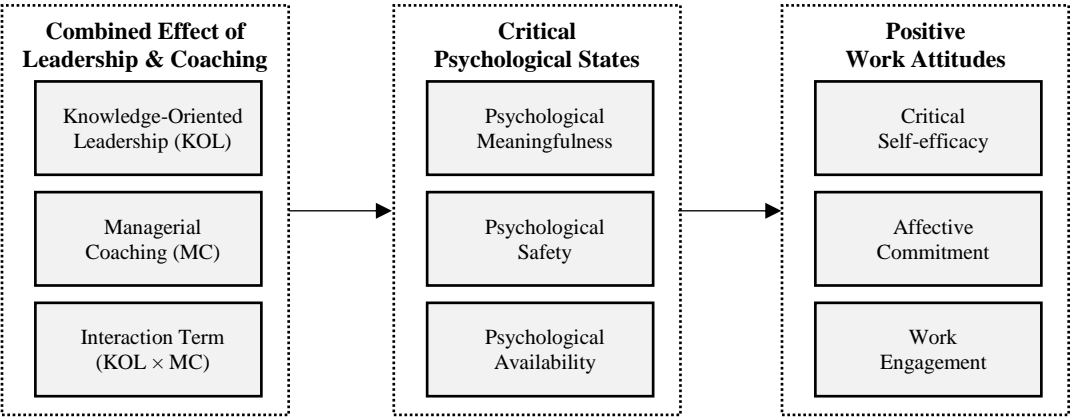 Combined Effect of
Leadership & Coaching
Knowledge-Oriented
Leadership (KOL)
Managerial
Coaching (MC)
Interaction Term
(KOL × MC)
Critical
Psychological States
Psychological
Meaningfulness
Psychological
Safety
Psychological
Availability
Positive
Work Attitudes
Critical
Self-efficacy
Affective
Commitment
Work
Engagement